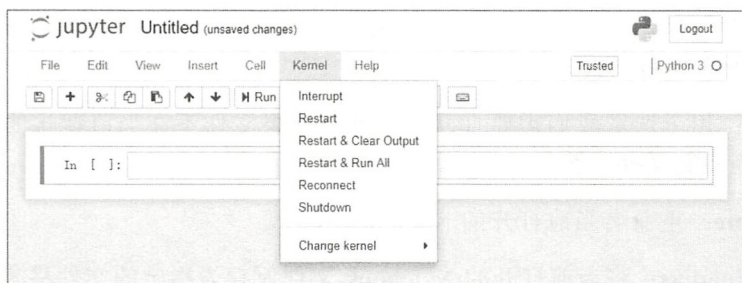 jupyter Untitled (unsaved changes) Logout
File Edit View Insert Cell Kernel Help Trusted Python 3
Run
Interrupt
Restart
Restart & Clear Output
Restart & Run All
Reconnect
Shutdown
Change kernel
In [ ]: